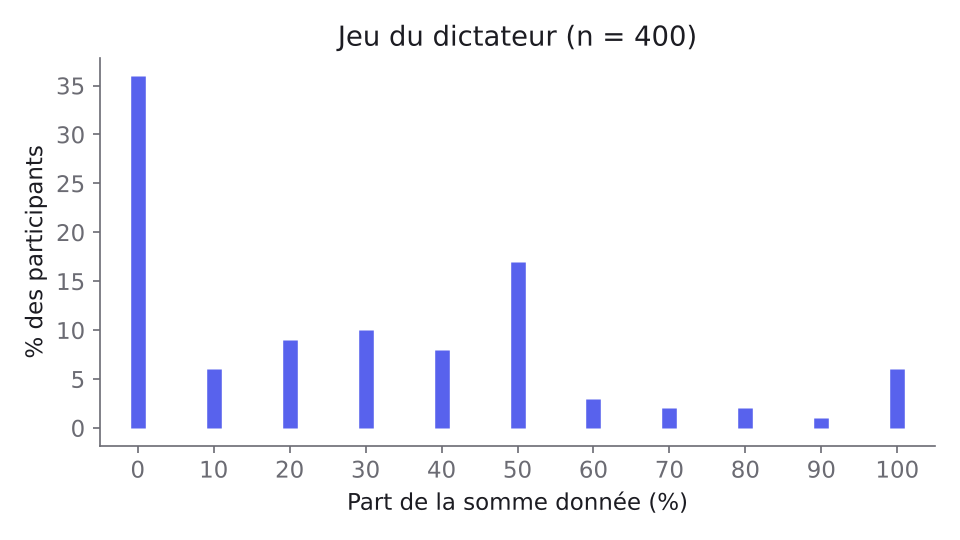 Jeu du dictateur (n = 400)
% des participants
35
30
25
20
15
10
5
0
0 10 20 30 40 50 60 70 80 90 100
Part de la somme donnée (%)